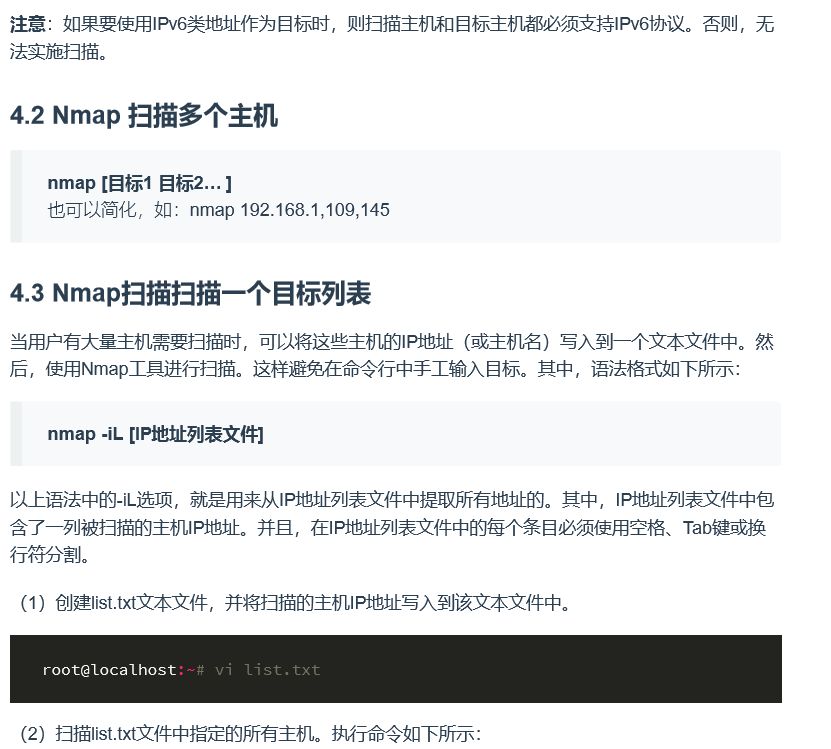 注意：如果要使用IPv6类地址作为目标时，则扫描主机和目标主机都必须支持IPv6协议。否则，无
法实施扫描。
4.2 Nmap 扫描多个主机
nmap [目标1 目标2… ]
也可以简化，如：nmap 192.168.1,109,145
4.3 Nmap扫描扫描一个目标列表
当用户有大量主机需要扫描时，可以将这些主机的IP地址（或主机名）写入到一个文本文件中。然
后，使用Nmap工具进行扫描。这样避免在命令行中手工输入目标。其中，语法格式如下所示：
nmap -iL [IP地址列表文件]
以上语法中的-iL选项，就是用来从IP地址列表文件中提取所有地址的。其中，IP地址列表文件中包
含了一列被扫描的主机IP地址。并且，在IP地址列表文件中的每个条目必须使用空格、Tab键或换
行符分割。
（1）创建list.txt文本文件，并将扫描的主机IP地址写入到该文本文件中。
root@localhost:~# vi list.txt
（2）扫描list.txt文件中指定的所有主机。执行命令如下所示：